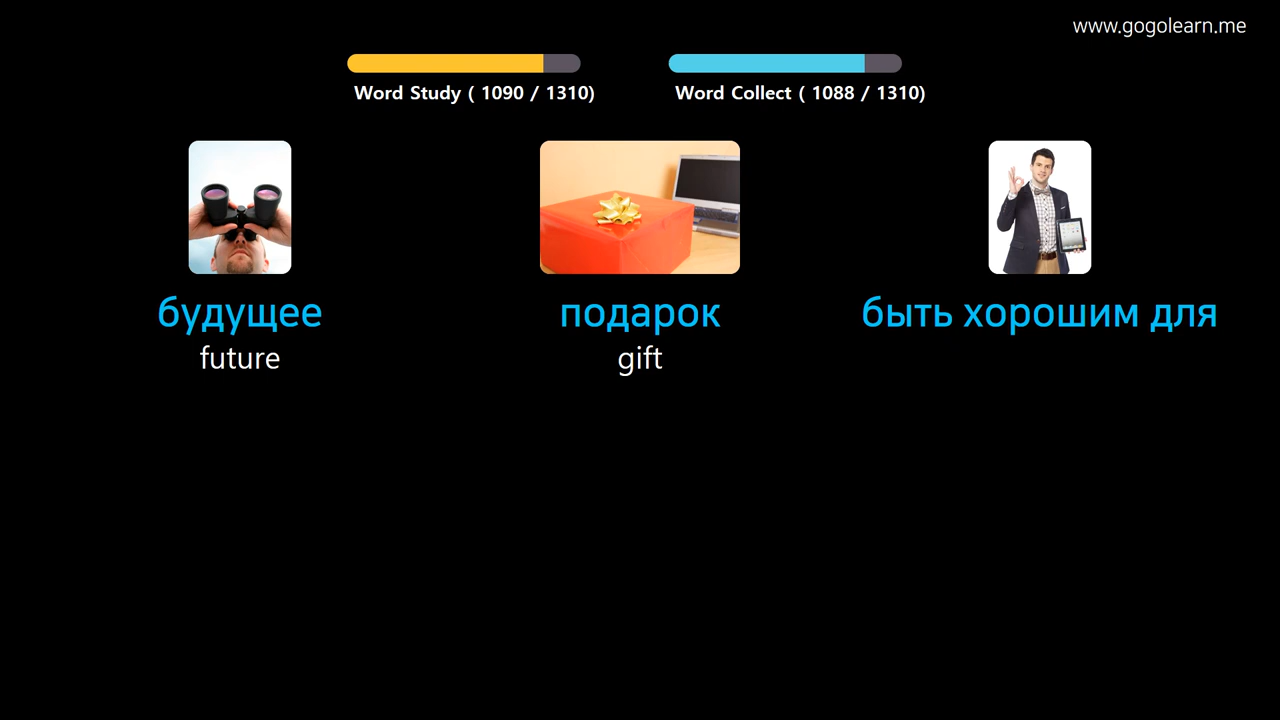 www.gogolearn.me
Word Study ( 1090 / 1310)
Word Collect ( 1088 / 1310)
будущее
подарок
быть хорошим для
future
gift